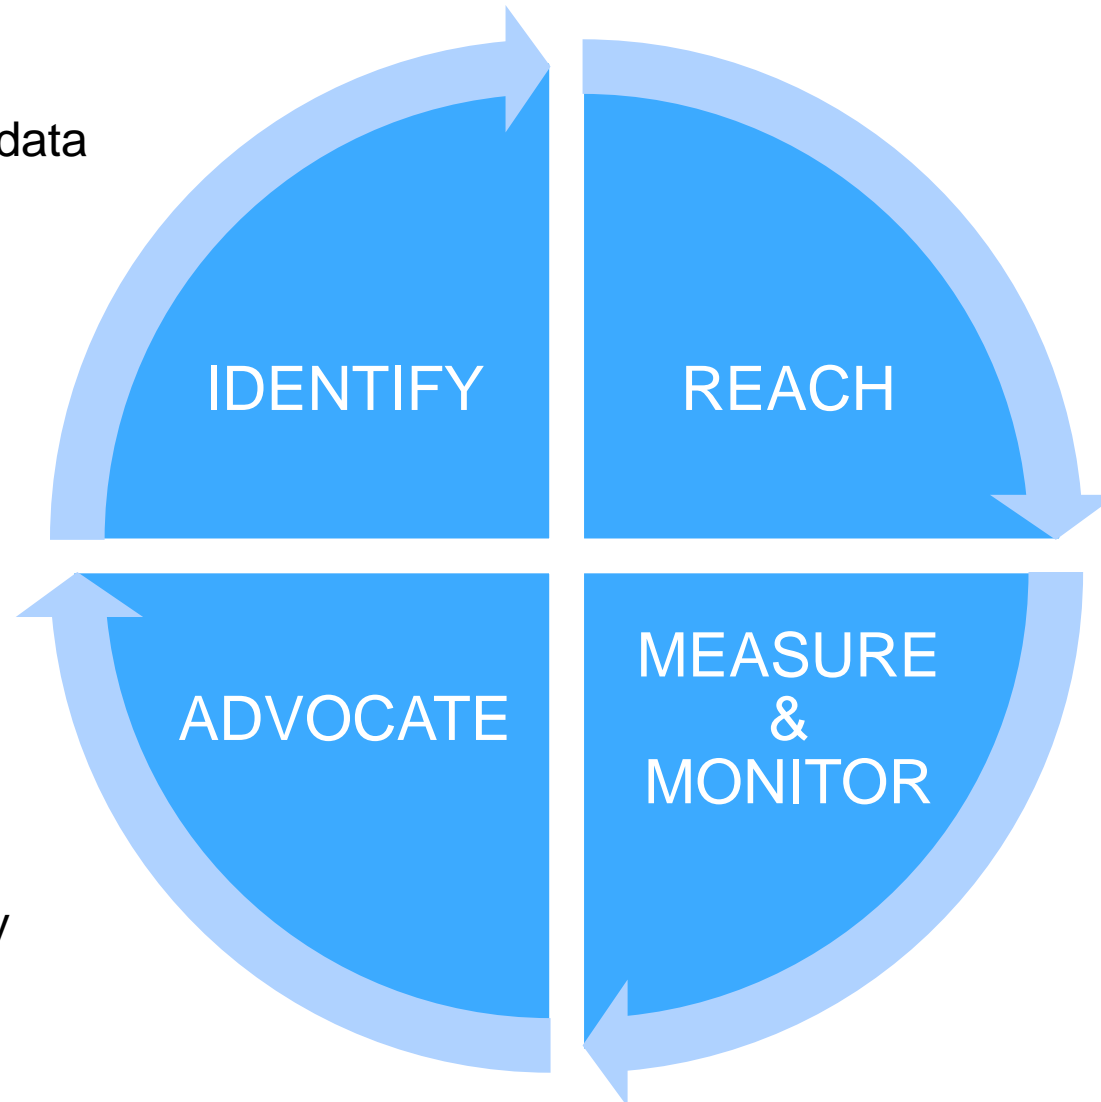 data
IDENTIFY
REACH
MEASURE
&
MONITOR
ADVOCATE
y